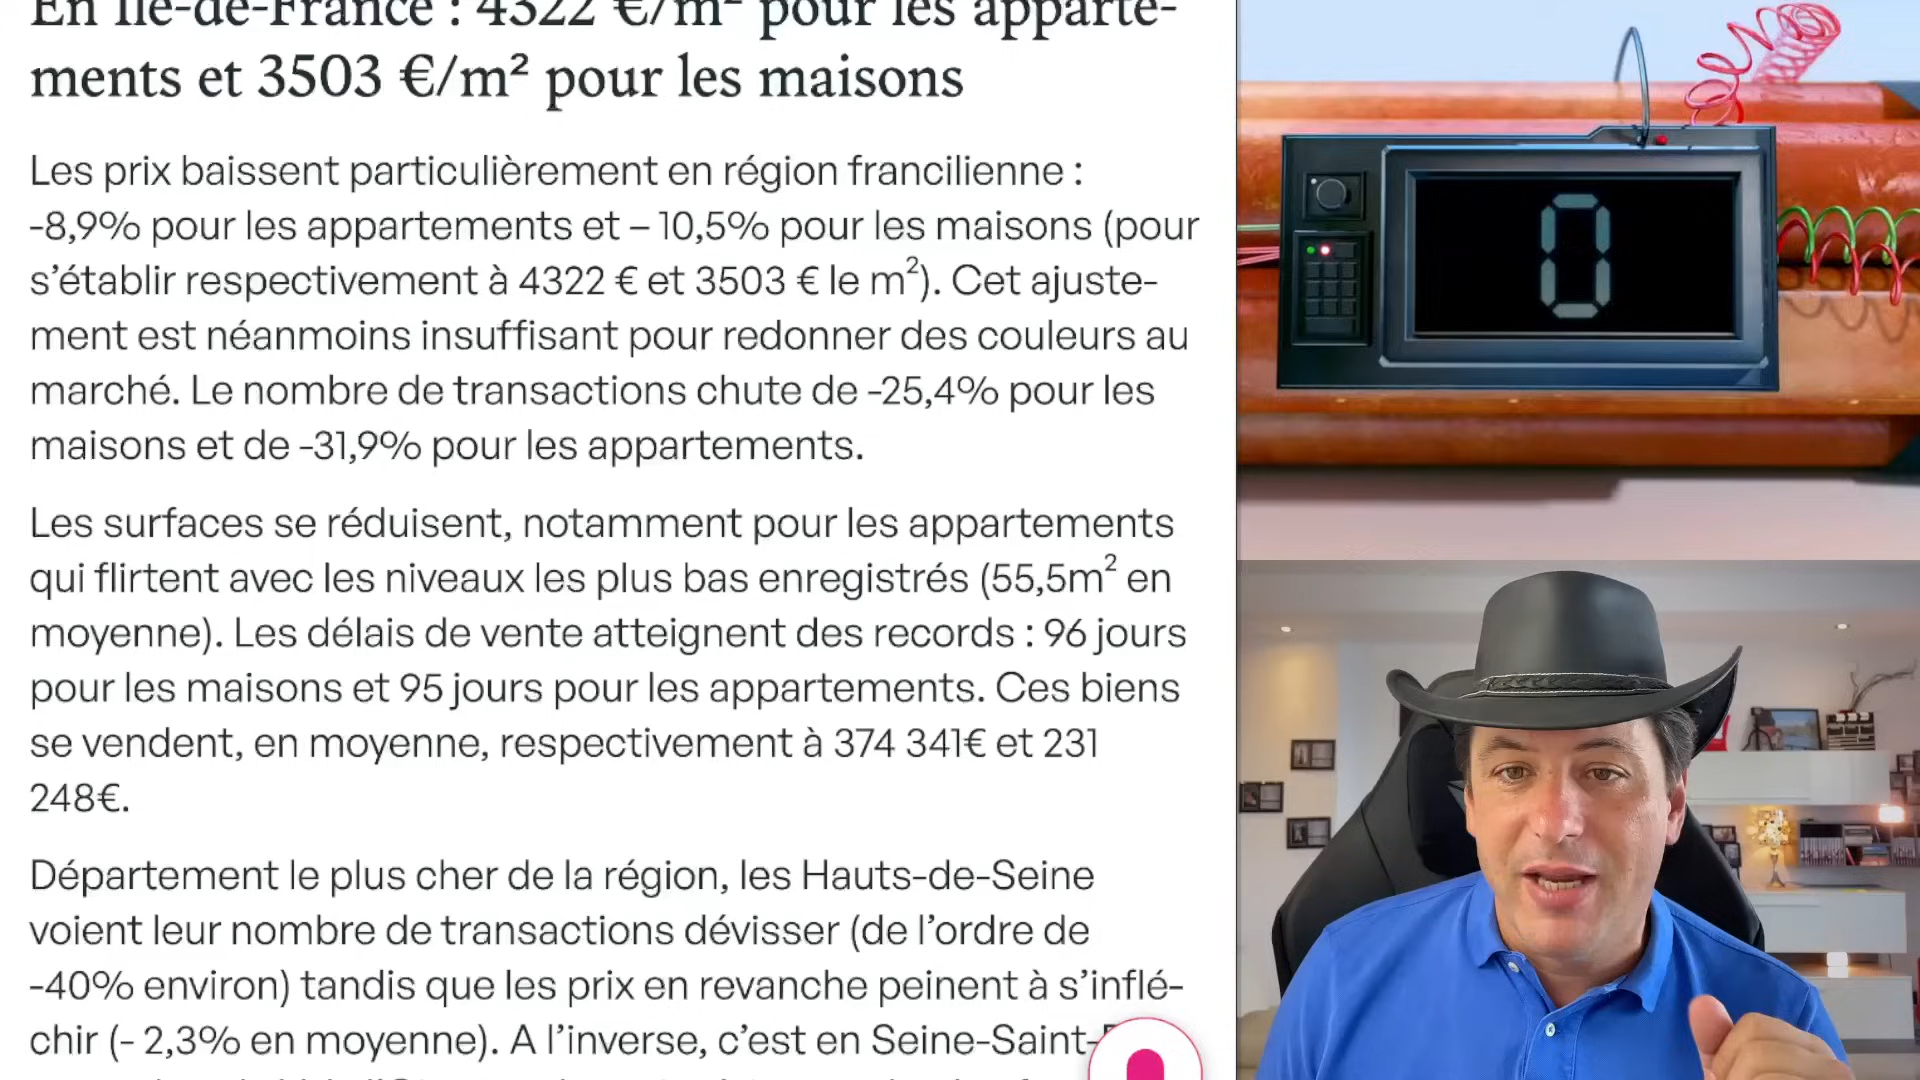 En Île-de-France : 4322 €/m² pour les apparte-
ments et 3503 €/m² pour les maisons
Les prix baissent particulièrement en région francilienne :
-8,9% pour les appartements et – 10,5% pour les maisons (pour
s’établir respectivement à 4322 € et 3503 € le m²). Cet ajuste-
ment est néanmoins insuffisant pour redonner des couleurs au
marché. Le nombre de transactions chute de -25,4% pour les
maisons et de -31,9% pour les appartements.
Les surfaces se réduisent, notamment pour les appartements
qui flirtent avec les niveaux les plus bas enregistrés (55,5m² en
moyenne). Les délais de vente atteignent des records : 96 jours
pour les maisons et 95 jours pour les appartements. Ces biens
se vendent, en moyenne, respectivement à 374 341€ et 231
248€.
Département le plus cher de la région, les Hauts-de-Seine
voient leur nombre de transactions dévisser (de l’ordre de
-40% environ) tandis que les prix en revanche peinent à s’inflé-
chir (- 2,3% en moyenne). A l’inverse, c’est en Seine-Saint-
0